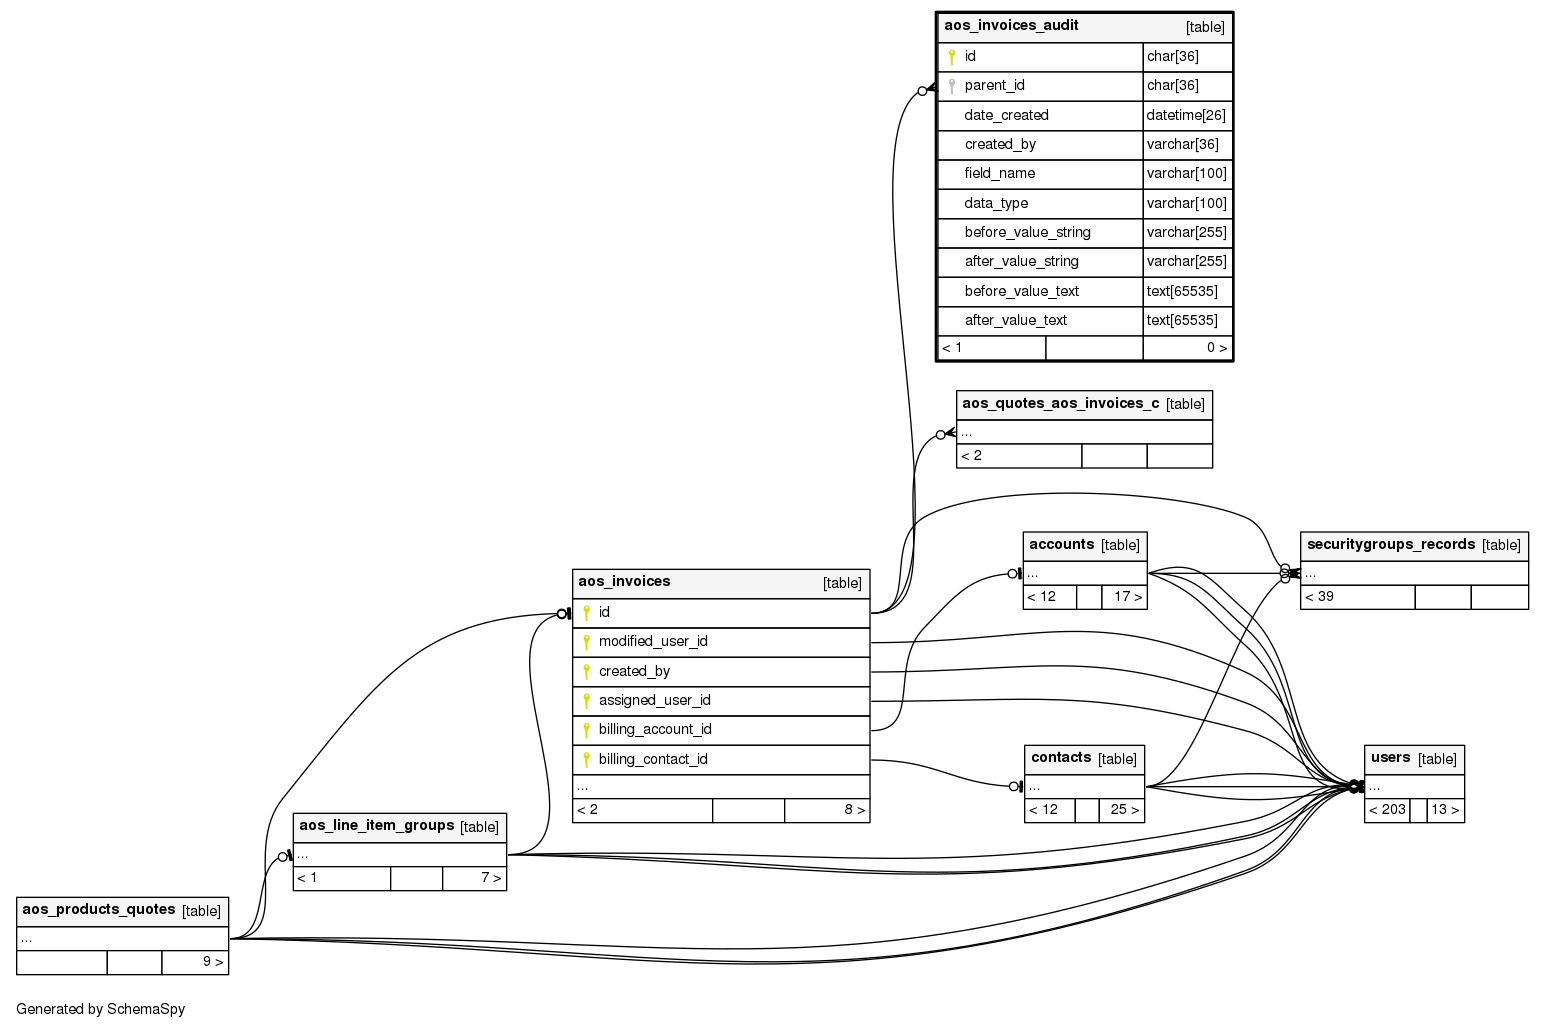 aos_invoices_audit [table]
id char[36]
parent_id char[36]
date_created datetime[26]
created_by varchar[36]
field_name varchar[100]
data_type varchar[100]
before_value_string varchar[255]
after_value_string varchar[255]
before_value_text text[65535]
after_value_text text[65535]
< 1 0 >
aos_quotes_aos_invoices_c [table]
...
< 2
accounts [table]
...
< 12 17 >
securitygroups_records [table]
...
< 39
aos_invoices [table]
id
modified_user_id
created_by
assigned_user_id
billing_account_id
billing_contact_id
...
< 2 8 >
contacts [table]
...
< 12 25 >
users [table]
...
< 203 13 >
aos_line_item_groups [table]
...
< 1 7 >
aos_products_quotes [table]
...
9 >
Generated by SchemaSpy